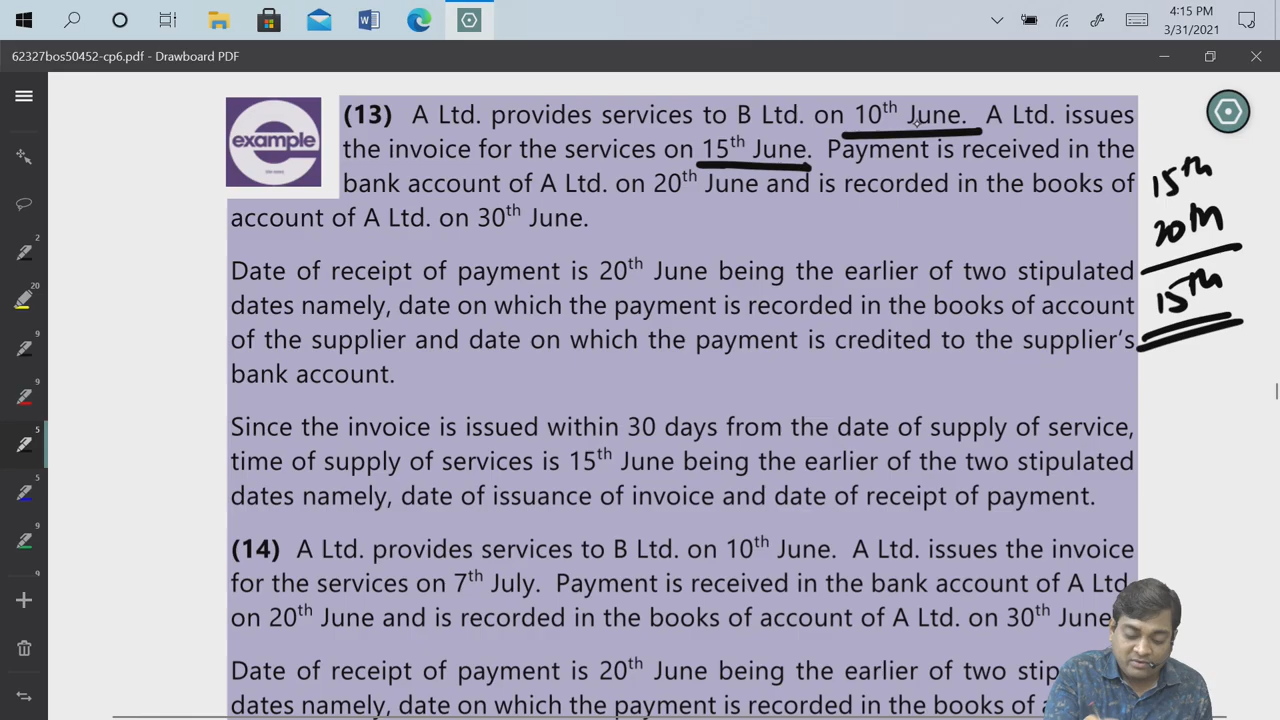 4:15 PM
3/31/2021
62327bos50452-cp6.pdf - Drawboard PDF
example
(13) A Ltd. provides services to B Ltd. on 10th June. A Ltd. issues
the invoice for the services on 15th June. Payment is received in the
bank account of A Ltd. on 20th June and is recorded in the books of
account of A Ltd. on 30th June.
15th
20th
15th
Date of receipt of payment is 20th June being the earlier of two stipulated
dates namely, date on which the payment is recorded in the books of account
of the supplier and date on which the payment is credited to the supplier's
bank account.
Since the invoice is issued within 30 days from the date of supply of service,
time of supply of services is 15th June being the earlier of the two stipulated
dates namely, date of issuance of invoice and date of receipt of payment.
(14) A Ltd. provides services to B Ltd. on 10th June. A Ltd. issues the invoice
for the services on 7th July. Payment is received in the bank account of A Ltd
on 20th June and is recorded in the books of account of A Ltd. on 30th June
Date of receipt of payment is 20th June being the earlier of two
dates namely, date on which the payment is recorded in the books of
2
20
9
9
5
5
9
9